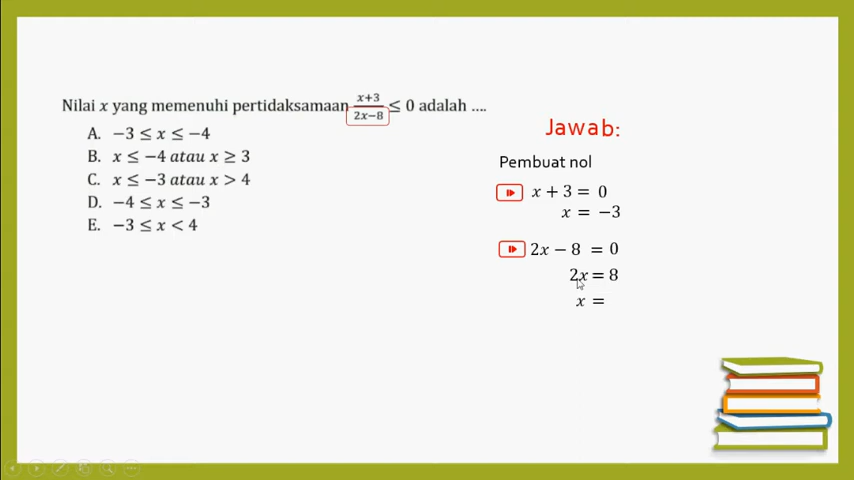 Nilai x yang memenuhi pertidaksamaan x+3/2x−8 ≤ 0 adalah ....
A. −3 ≤ x ≤ −4
B. x ≤ −4 atau x ≥ 3
C. x ≤ −3 atau x > 4
D. −4 ≤ x ≤ −3
E. −3 ≤ x < 4
Jawab:
Pembuat nol
x + 3 = 0
x = −3
2x − 8 = 0
2x = 8
x =